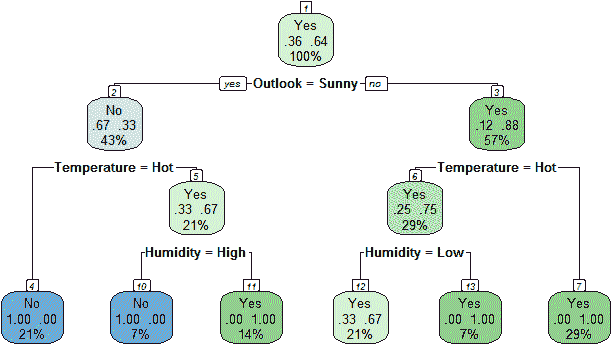 1
Yes
.36 .64
100%
yes Outlook = Sunny no
2
No
.67 .33
43%
3
Yes
.12 .88
57%
Temperature = Hot
Temperature = Hot
5
Yes
.33 .67
21%
6
Yes
.25 .75
29%
Humidity = High
Humidity = Low
4
No
1.00 .00
21%
10
No
1.00 .00
7%
11
Yes
.00 1.00
14%
12
Yes
.33 .67
21%
13
Yes
.00 1.00
7%
7
Yes
.00 1.00
29%